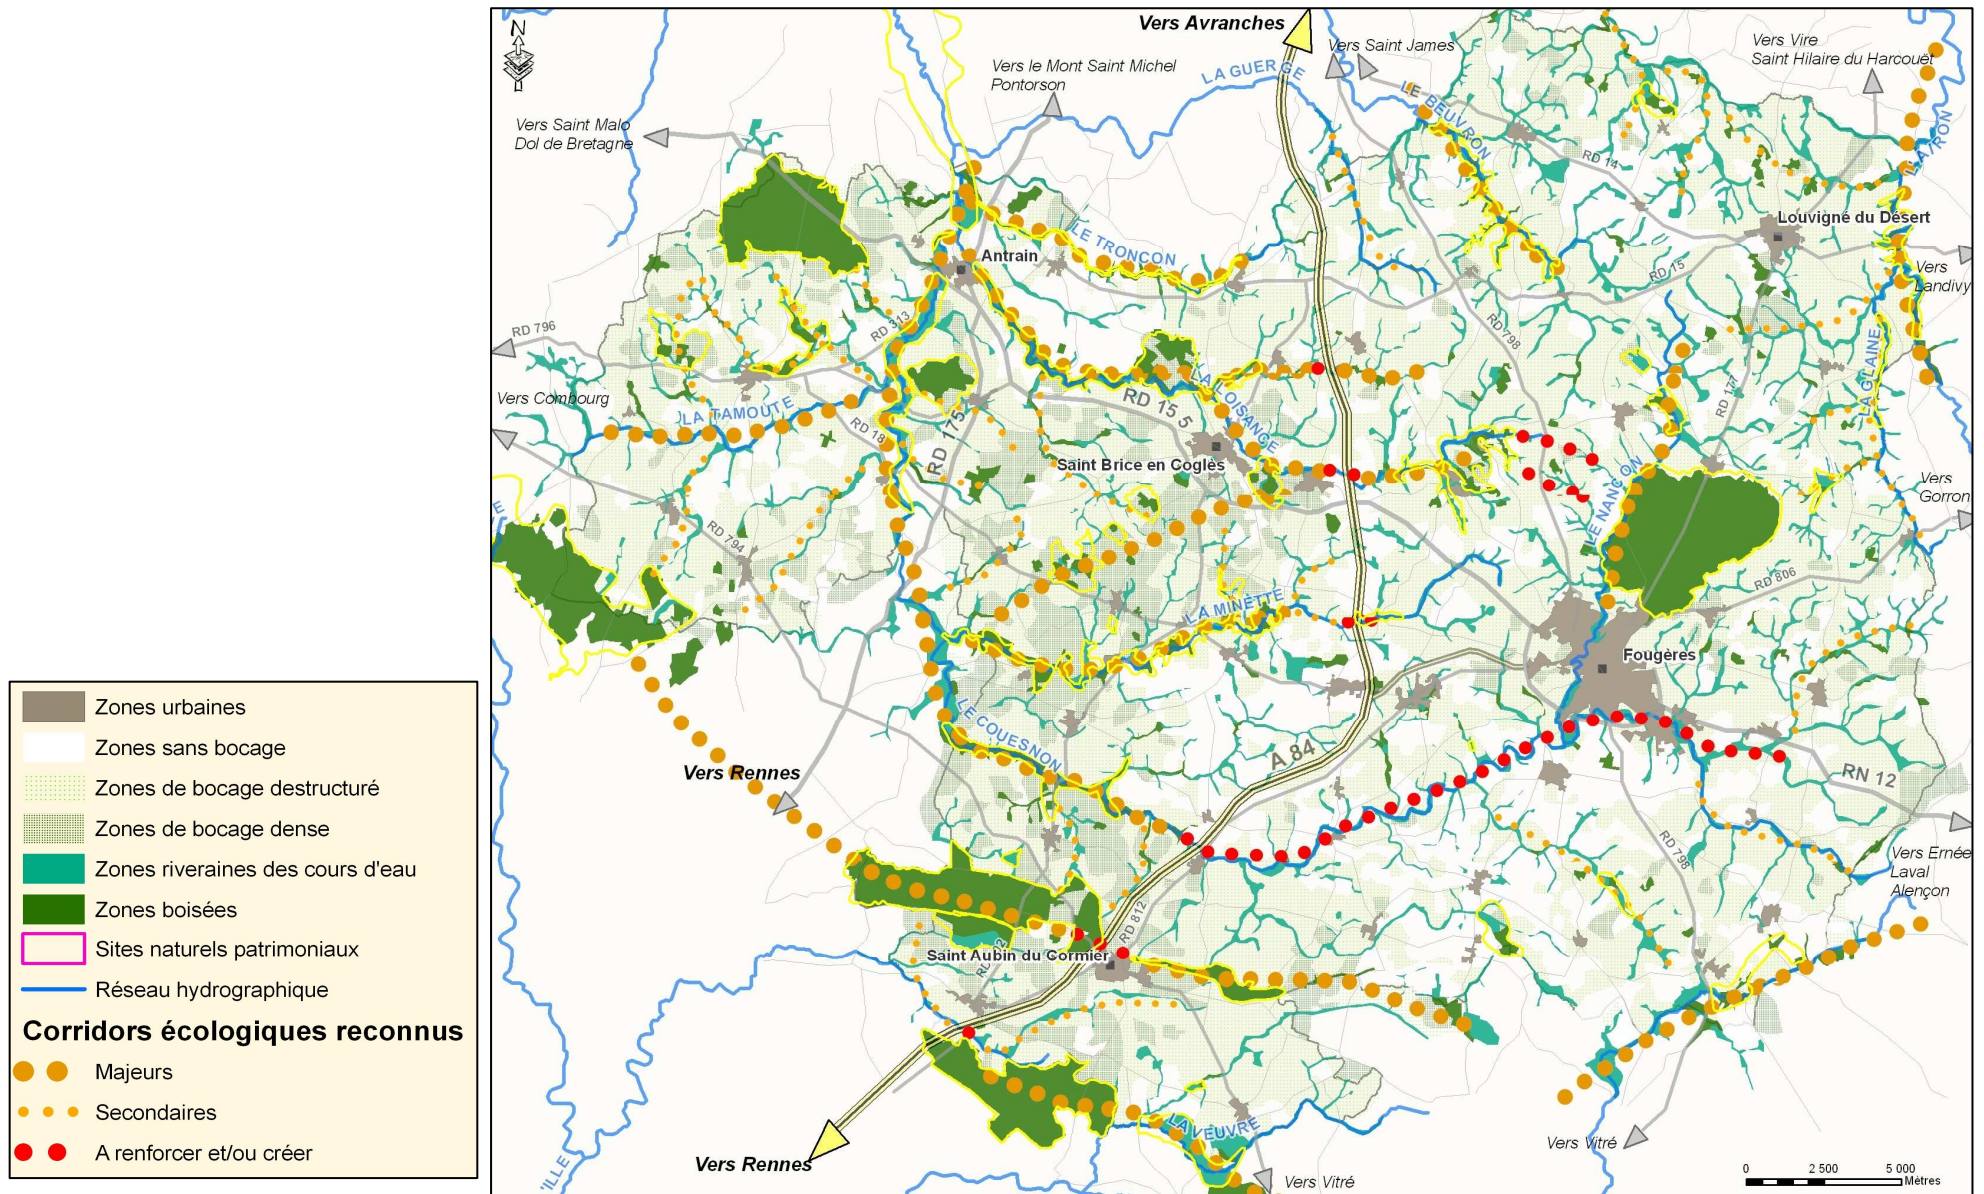 N
Vers Avranches
Vers le Mont Saint Michel
Pontorson
LA GUERGE
Vers Saint James
Vers Vire
Saint Hilaire du Harcouët
Vers Saint Malo
Dol de Bretagne
LE BEUVRON
RD 14
LAIRON
Louvigné du Désert
LE TRONCON
Antrain
RD 15
Vers
Landivy
RD 796
RD 313
RD 798
LA GLAINE
RD 177
Vers Combourg
LA TAMOUTE
RD 18
RD 175
RD 15 5
LA LOISANCE
Saint Brice en Coglès
LE NANCON
Vers
Gorron
RD 794
RD 806
LA MINETTE
Fougères
LE COUESNON
A 84
RN 12
Vers Rennes
RD 798
Vers Ernée
Laval
Alençon
RD 812
Saint Aubin du Cormier
LA VEUVRE
Vers Rennes
Vers Vitré
Vers Vitré
'ILLE
0 2 500 5 000
Mètres
Zones urbaines
Zones sans bocage
Zones de bocage destructuré
Zones de bocage dense
Zones riveraines des cours d'eau
Zones boisées
Sites naturels patrimoniaux
Réseau hydrographique
Corridors écologiques reconnus
Majeurs
Secondaires
A renforcer et/ou créer